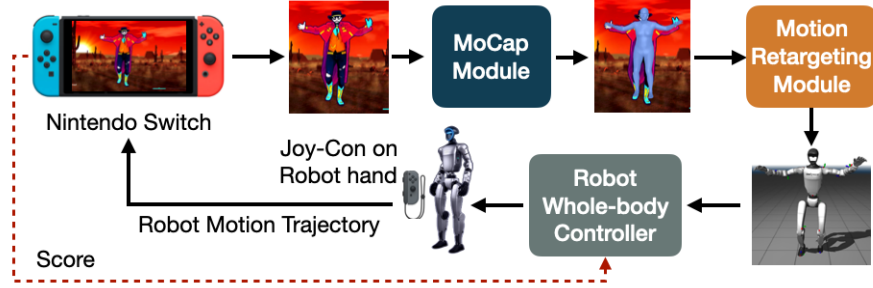 MoCap
Module
Motion
Retargeting
Module
Nintendo Switch
Joy-Con on
Robot hand
Robot
Whole-body
Controller
Robot Motion Trajectory
Score